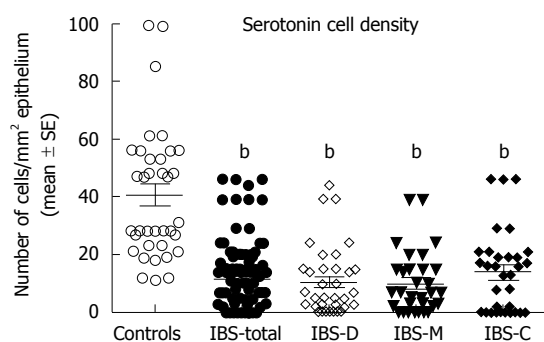 Serotonin cell density
Number of cells/mm² epithelium
(mean ± SE)
100
80
60
40
20
0
b
b
b
b
Controls
IBS-total
IBS-D
IBS-M
IBS-C